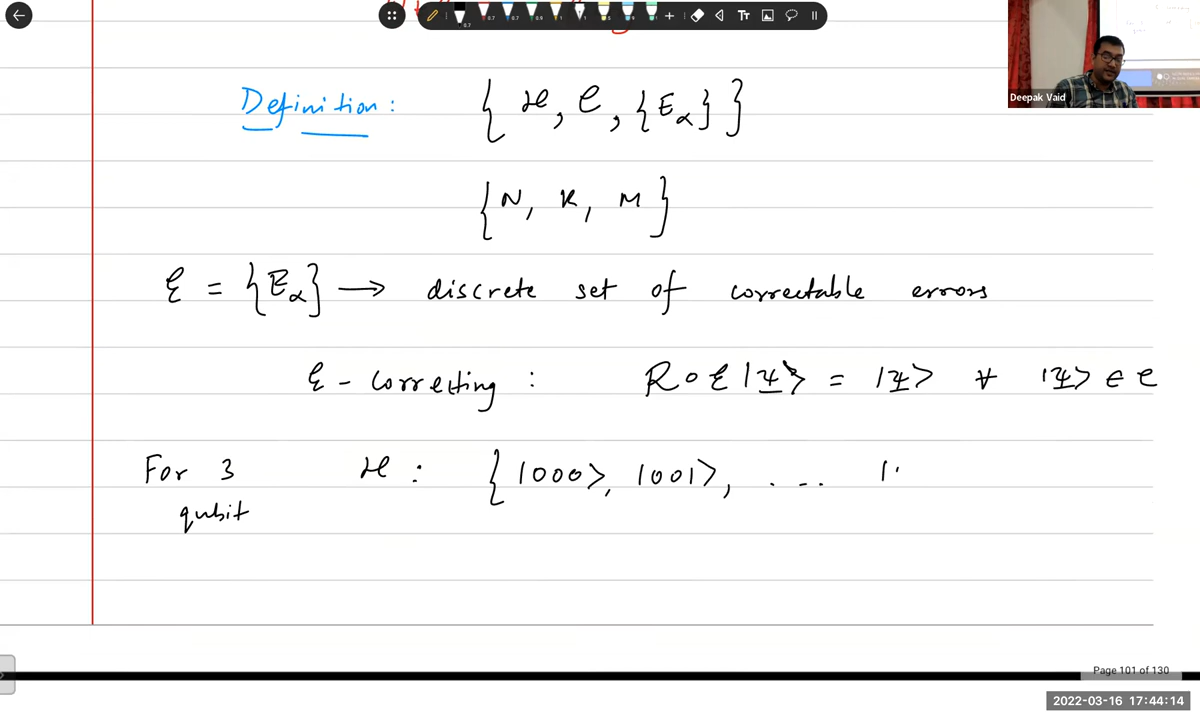 Definition : { ℋ, 𝒞, {E_α} }
{ N, K, M }
ℰ = {E_α} → discrete set of correctable errors
ℰ - correcting : R∘ℰ |Ψ⟩ = |Ψ⟩ ∀ |Ψ⟩ ∈ 𝒞
For 3 ℋ : { |000⟩, |001⟩, . - - .
qubit
Deepak Vaid
Page 101 of 130
2022-03-16 17:44:14